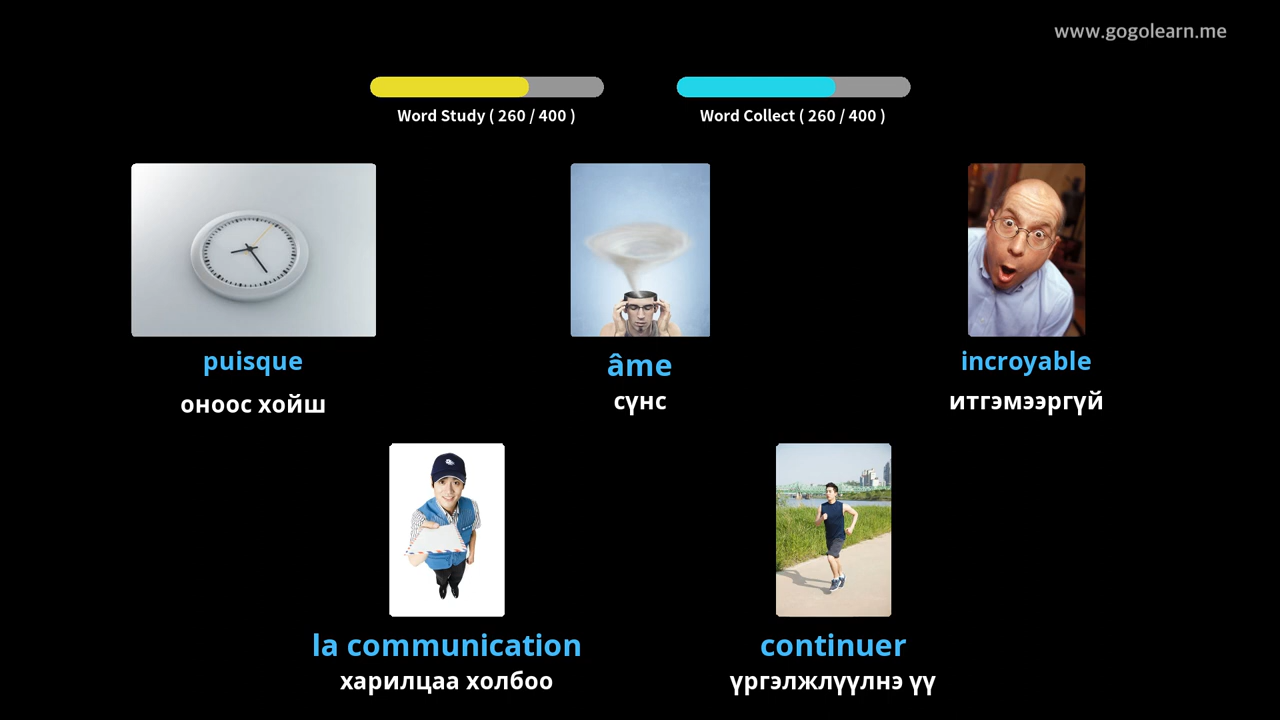 www.gogolearn.me
Word Study ( 260 / 400 )
Word Collect ( 260 / 400 )
puisque
âme
incroyable
оноос хойш
сүнс
итгэмээргүй
la communication
continuer
харилцаа холбоо
үргэлжлүүлнэ үү